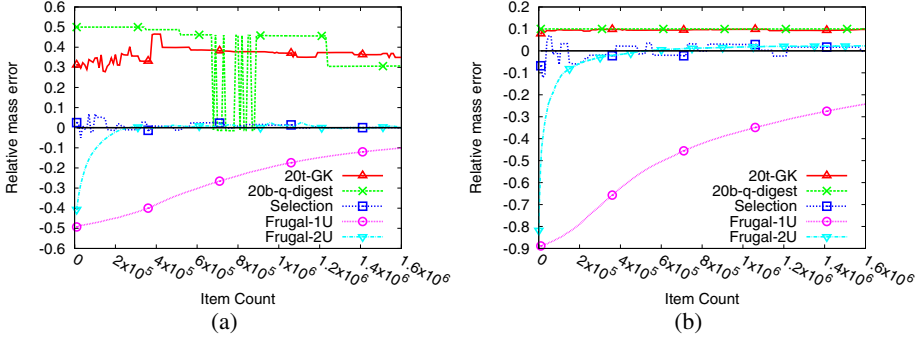 0.6
0.5
0.4
0.3
0.2
0.1
0
-0.1
-0.2
-0.3
-0.4
-0.5
-0.6
Relative mass error
20t-GK
20b-q-digest
Selection
Frugal-1U
Frugal-2U
0 2x10^5 4x10^5 6x10^5 8x10^5 1x10^6 1.2x10^6 1.4x10^6 1.6x10^6
Item Count
(a)
0.2
0.1
0
-0.1
-0.2
-0.3
-0.4
-0.5
-0.6
-0.7
-0.8
-0.9
Relative mass error
20t-GK
20b-q-digest
Selection
Frugal-1U
Frugal-2U
0 2x10^5 4x10^5 6x10^5 8x10^5 1x10^6 1.2x10^6 1.4x10^6 1.6x10^6
Item Count
(b)